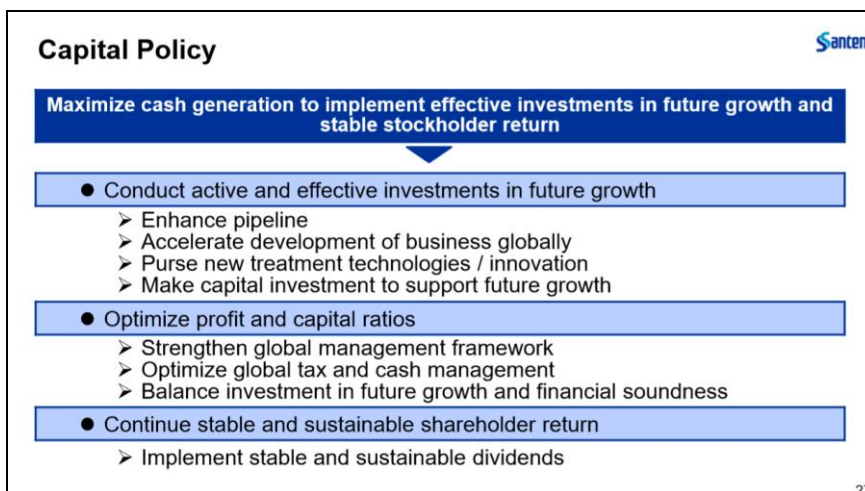 Capital Policy
Santen
Maximize cash generation to implement effective investments in future growth and
stable stockholder return
● Conduct active and effective investments in future growth
➢ Enhance pipeline
➢ Accelerate development of business globally
➢ Purse new treatment technologies / innovation
➢ Make capital investment to support future growth
● Optimize profit and capital ratios
➢ Strengthen global management framework
➢ Optimize global tax and cash management
➢ Balance investment in future growth and financial soundness
● Continue stable and sustainable shareholder return
➢ Implement stable and sustainable dividends